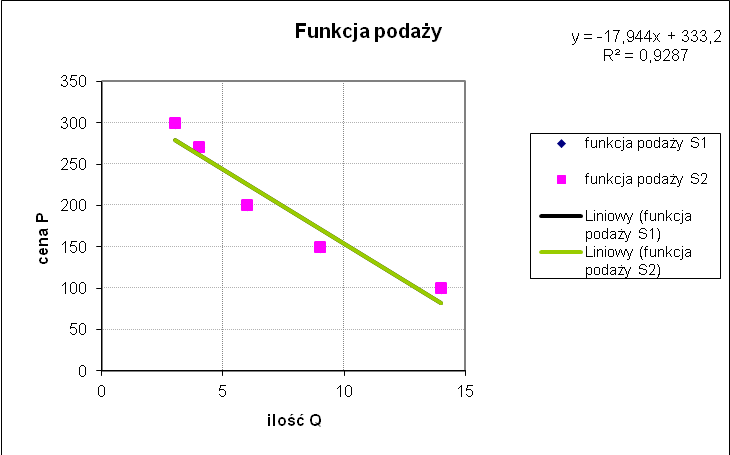 Funkcja podaży
y = -17,944x + 333,2
R² = 0,9287
350
300
250
200
150
100
50
0
0
5
10
15
cena P
ilość Q
funkcja podaży S1
funkcja podaży S2
Liniowy (funkcja
podaży S1)
Liniowy (funkcja
podaży S2)